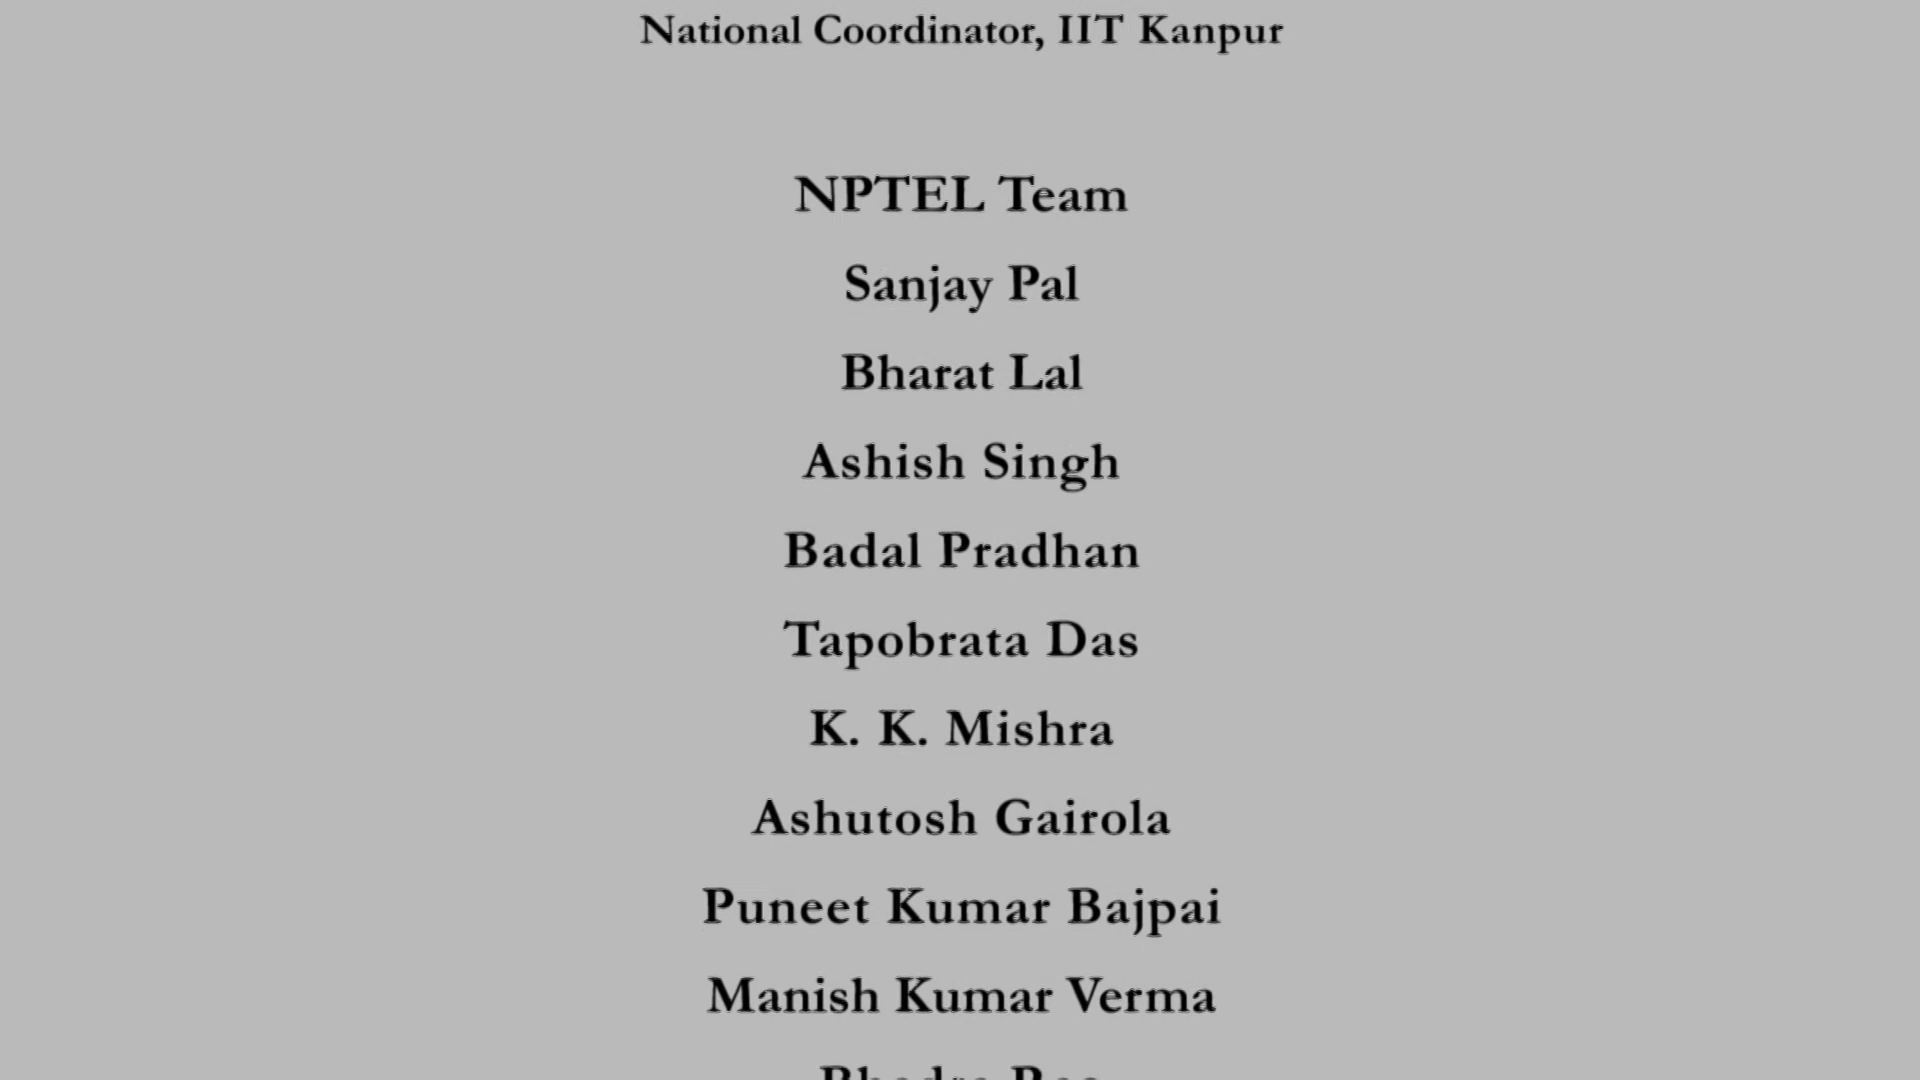 National Coordinator, IIT Kanpur
NPTEL Team
Sanjay Pal
Bharat Lal
Ashish Singh
Badal Pradhan
Tapobrata Das
K. K. Mishra
Ashutosh Gairola
Puneet Kumar Bajpai
Manish Kumar Verma